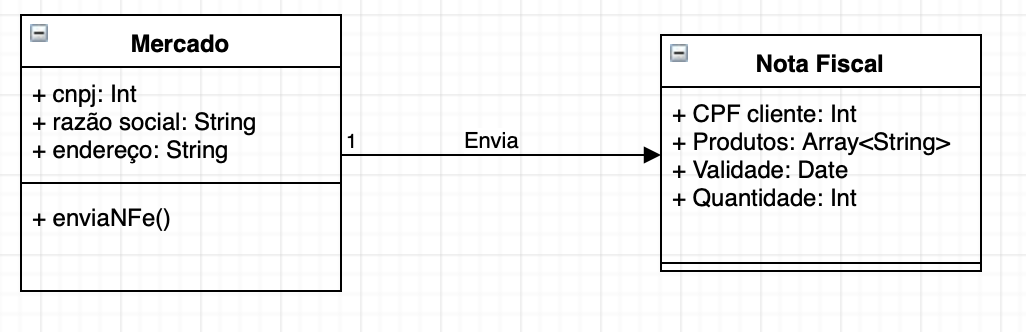 Mercado
+ cnpj: Int
+ razão social: String
+ endereço: String
+ enviaNFe()
1
Envia
Nota Fiscal
+ CPF cliente: Int
+ Produtos: Array<String>
+ Validade: Date
+ Quantidade: Int